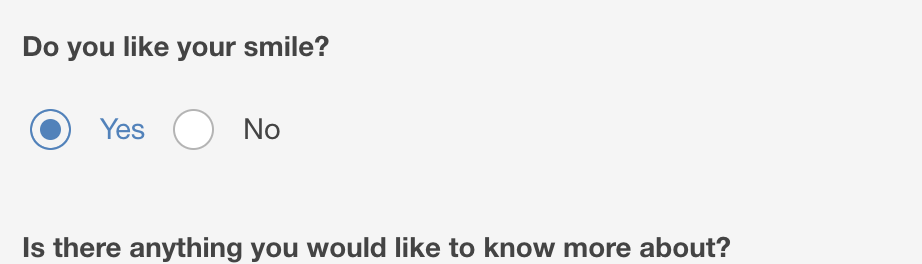 Do you like your smile?
Yes No
Is there anything you would like to know more about?